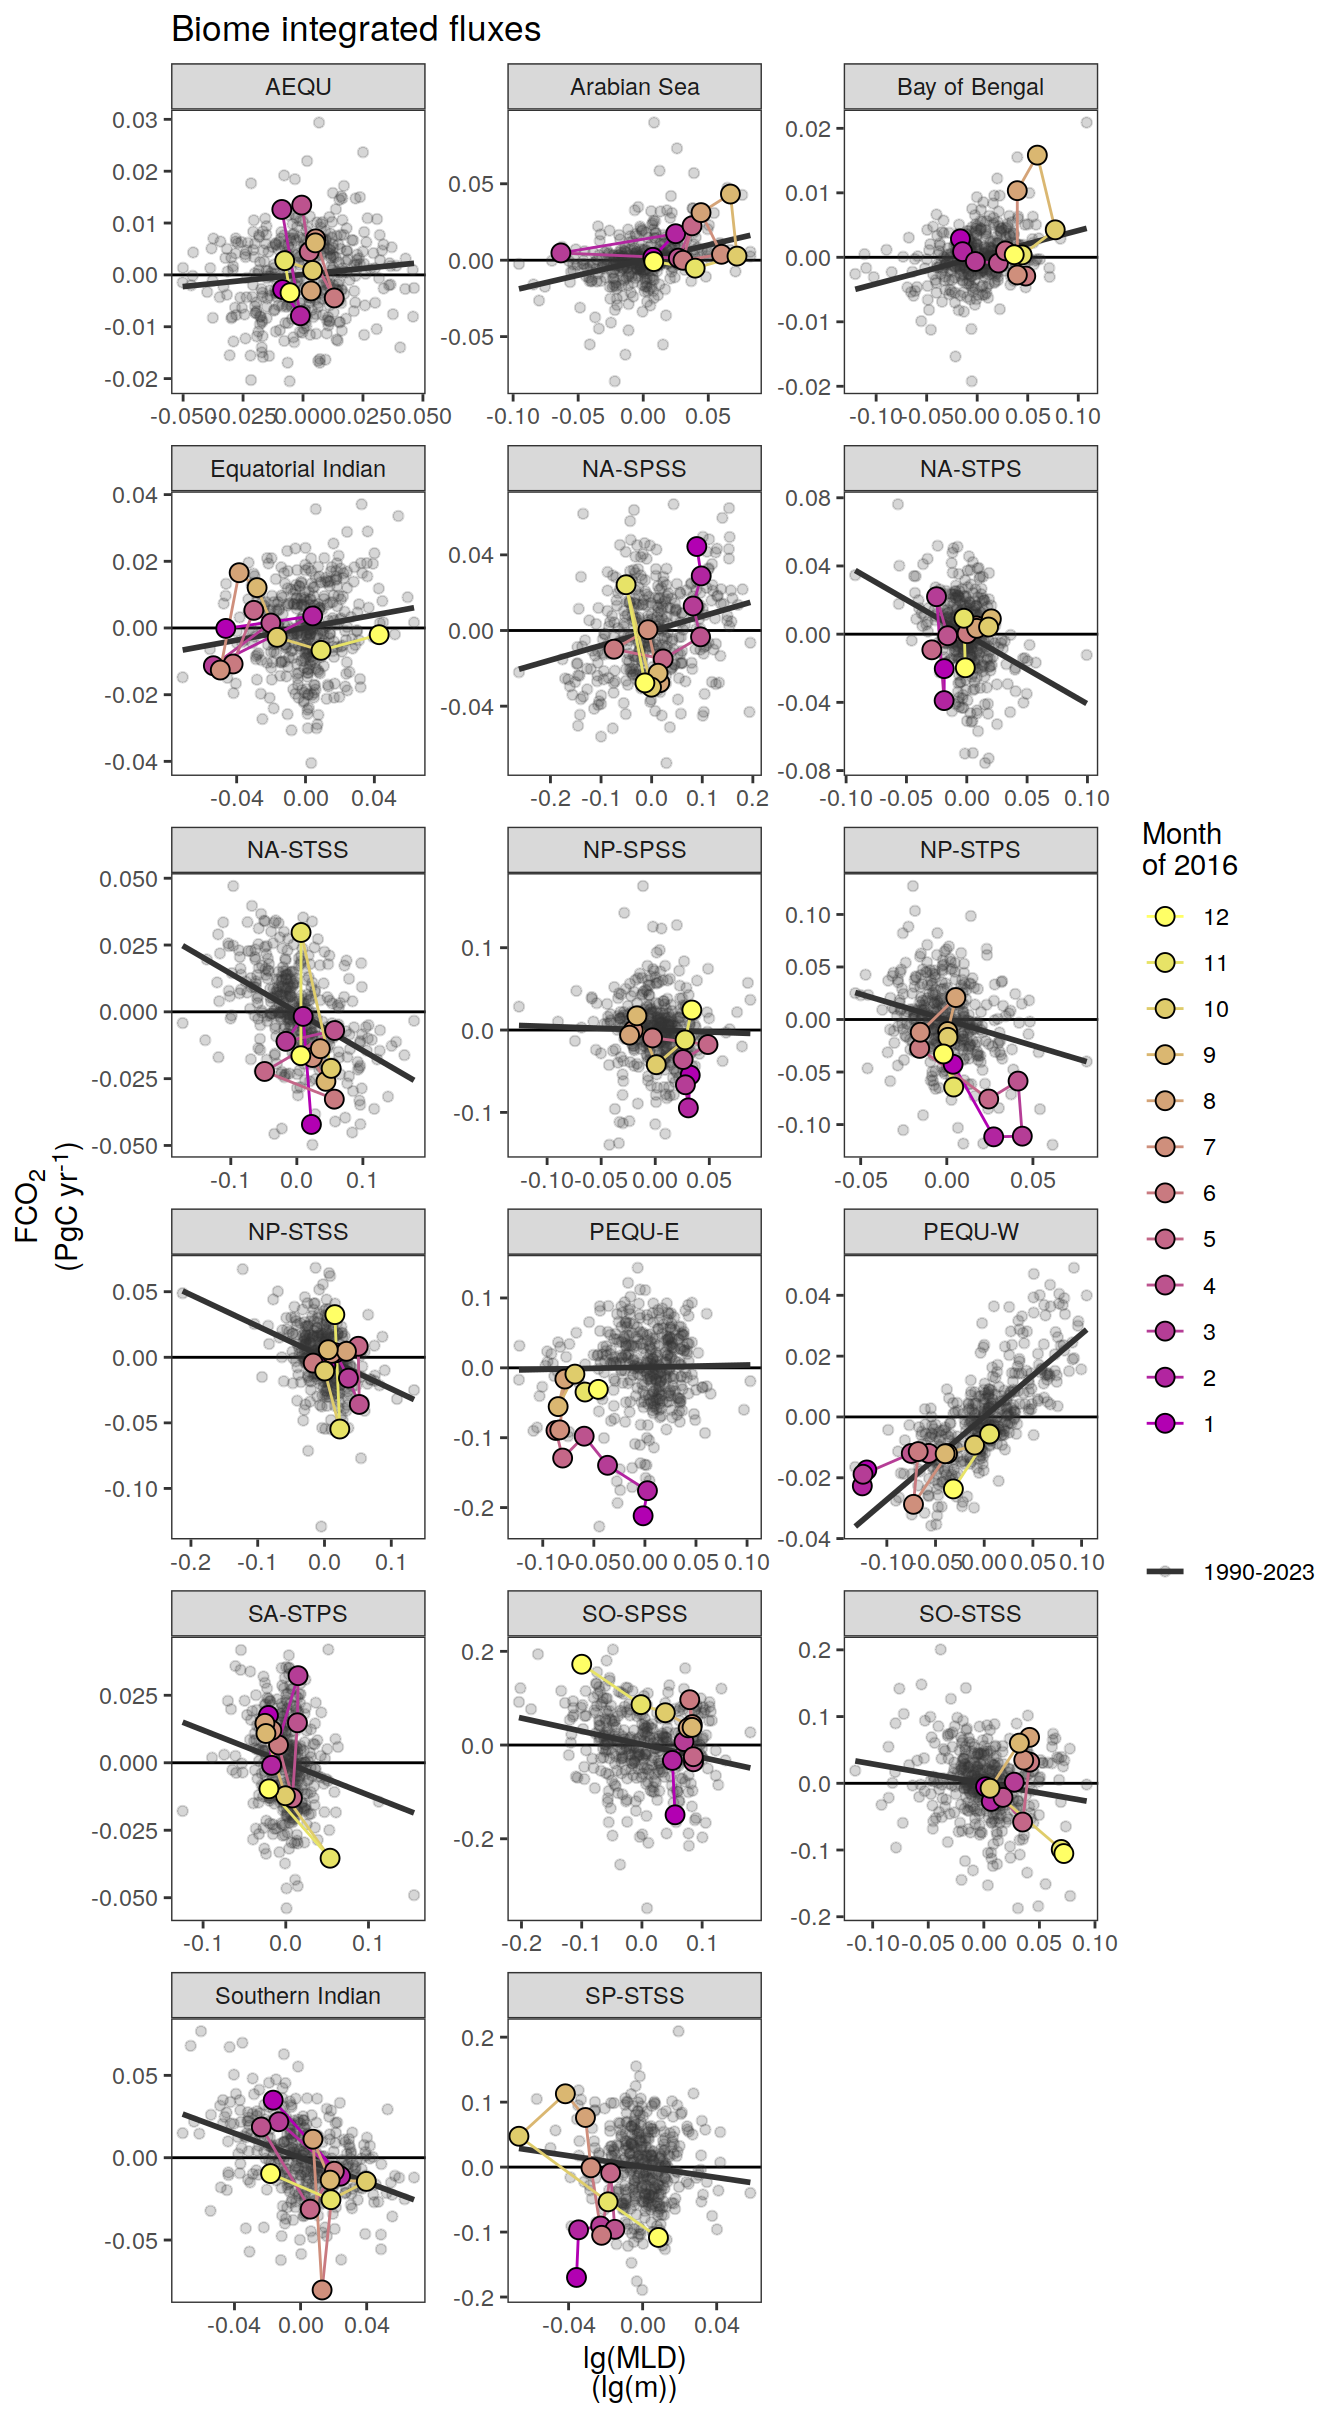 Biome integrated fluxes
AEQU
Arabian Sea
Bay of Bengal
0.03
0.02
0.01
0.00
-0.01
-0.02
0.05
0.00
-0.05
0.02
0.01
0.00
-0.01
-0.02
-0.050 -0.025 0.000 0.025 0.050
-0.10 -0.05 0.00 0.05
-0.10 -0.05 0.00 0.05 0.10
Equatorial Indian
NA-SPSS
NA-STPS
0.04
0.02
0.00
-0.02
-0.04
0.04
0.00
-0.04
0.08
0.04
0.00
-0.04
-0.08
-0.04 0.00 0.04
-0.2 -0.1 0.0 0.1 0.2
-0.10 -0.05 0.00 0.05 0.10
NA-STSS
NP-SPSS
NP-STPS
0.050
0.025
0.000
-0.025
-0.050
0.1
0.0
-0.1
0.10
0.05
0.00
-0.05
-0.10
-0.1 0.0 0.1
-0.10 -0.05 0.00 0.05
-0.05 0.00 0.05
NP-STSS
PEQU-E
PEQU-W
0.05
0.00
-0.05
-0.10
0.1
0.0
-0.1
-0.2
0.04
0.02
0.00
-0.02
-0.04
-0.2 -0.1 0.0 0.1
-0.10 -0.05 0.00 0.05 0.10
-0.10 -0.05 0.00 0.05 0.10
SA-STPS
SO-SPSS
SO-STSS
0.025
0.000
-0.025
-0.050
0.2
0.0
-0.2
0.2
0.1
0.0
-0.1
-0.2
-0.1 0.0 0.1
-0.2 -0.1 0.0 0.1
-0.10 -0.05 0.00 0.05 0.10
Southern Indian
SP-STSS
0.05
0.00
-0.05
0.2
0.1
0.0
-0.1
-0.2
-0.04 0.00 0.04
-0.04 0.00 0.04
lg(MLD)
(lg(m))
FCO₂
(PgC yr⁻¹)
Month
of 2016
12
11
10
9
8
7
6
5
4
3
2
1
1990-2023